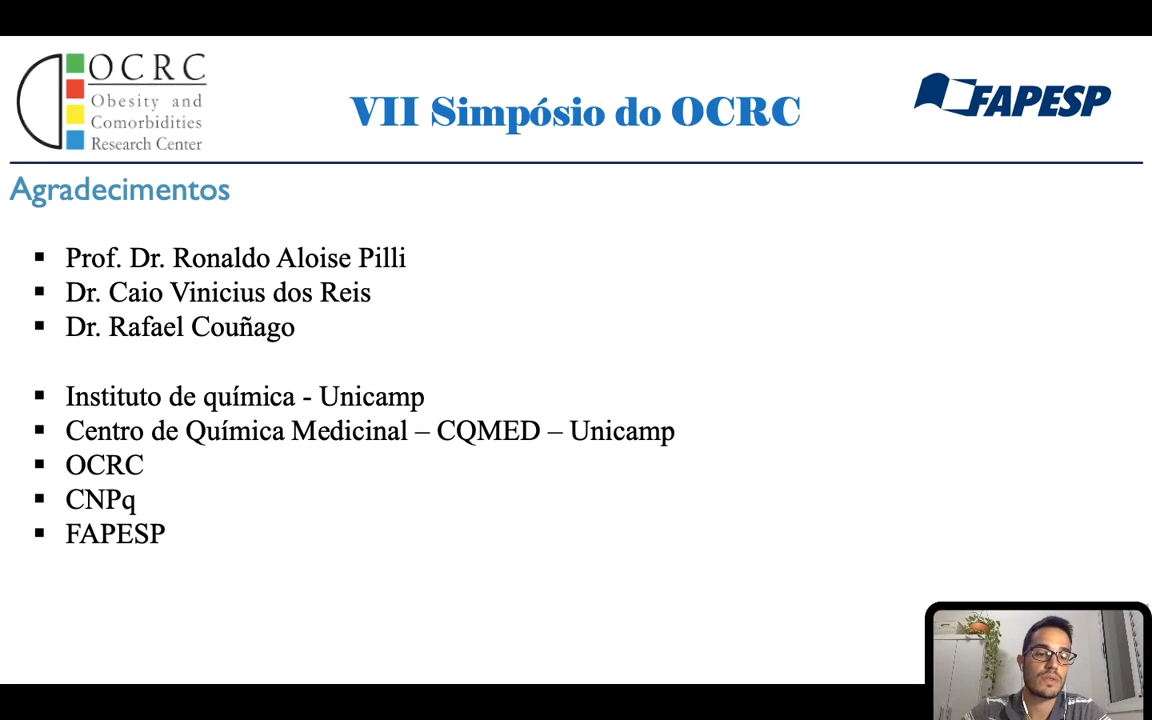 OCRC
Obesity and
Comorbidities
Research Center
VII Simpósio do OCRC
FAPESP
Agradecimentos
▪ Prof. Dr. Ronaldo Aloise Pilli
▪ Dr. Caio Vinicius dos Reis
▪ Dr. Rafael Couñago
▪ Instituto de química - Unicamp
▪ Centro de Química Medicinal – CQMED – Unicamp
▪ OCRC
▪ CNPq
▪ FAPESP